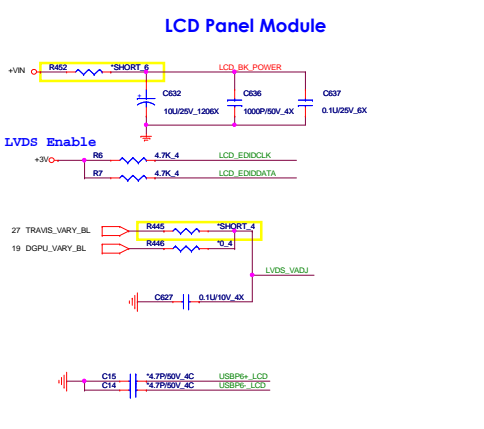 LCD Panel Module
+VIN R452 *SHORT_6 LCD_BK_POWER
+ C632 C636 C637
10U/25V_1206X 1000P/50V_4X 0.1U/25V_6X
LVDS Enable
+3V R6 4.7K_4 LCD_EDIDCLK
R7 4.7K_4 LCD_EDIDDATA
27 TRAVIS_VARY_BL R445 *SHORT_4
19 DGPU_VARY_BL R446 *0_4
LVDS_VADJ
C627 0.1U/10V_4X
C15 *4.7P/50V_4C USBP6+_LCD
C14 *4.7P/50V_4C USBP6-_LCD